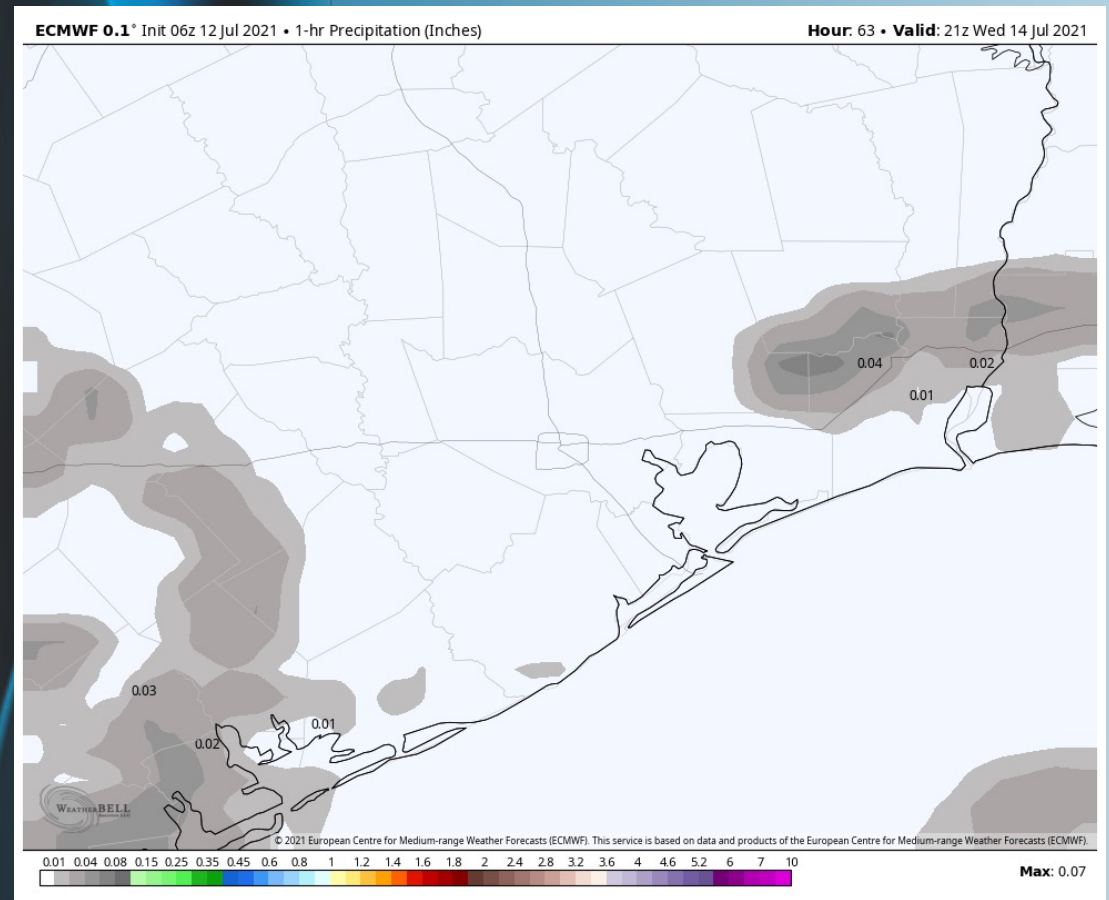 ECMWF 0.1° Init 06z 12 Jul 2021 • 1-hr Precipitation (Inches)
Hour: 63 • Valid: 21z Wed 14 Jul 2021
0.04
0.02
0.01
0.03
0.01
0.02
WEATHERBELL
© 2021 European Centre for Medium-range Weather Forecasts (ECMWF). This service is based on data and products of the European Centre for Medium-range Weather Forecasts (ECMWF).
0.01 0.04 0.08 0.15 0.25 0.35 0.45 0.6 0.8 1 1.2 1.4 1.6 1.8 2 2.4 2.8 3.2 3.6 4 4.6 5.2 6 7 10
Max: 0.07